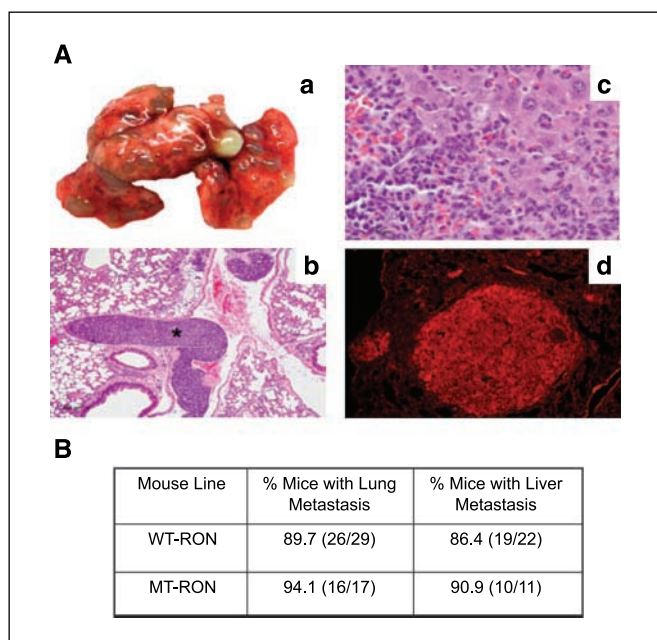 A
a
c
b
*
d
B
Mouse Line
% Mice with Lung
Metastasis
% Mice with Liver
Metastasis
WT-RON
89.7 (26/29)
86.4 (19/22)
MT-RON
94.1 (16/17)
90.9 (10/11)